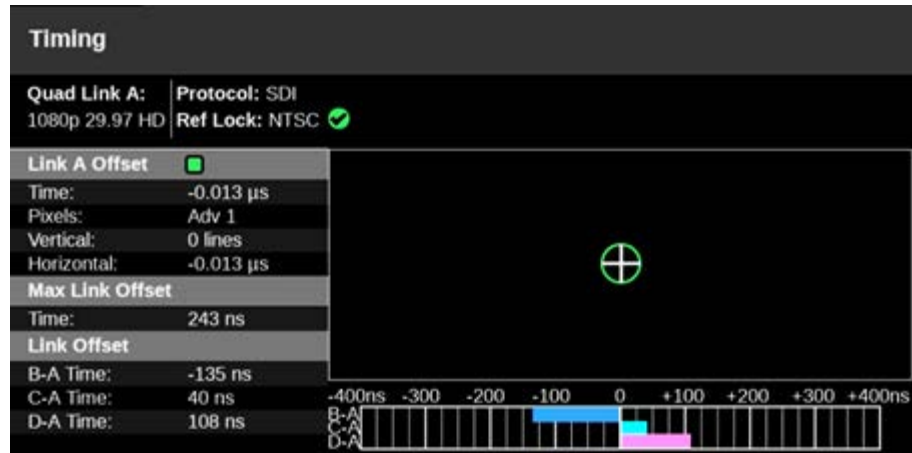 Timing
Quad Link A: Protocol: SDI
1080p 29.97 HD Ref Lock: NTSC
Link A Offset
Time: -0.013 µs
Pixels: Adv 1
Vertical: 0 lines
Horizontal: -0.013 µs
Max Link Offset
Time: 243 ns
Link Offset
B-A Time: -135 ns
C-A Time: 40 ns
D-A Time: 108 ns
-400ns -300 -200 -100 0 +100 +200 +300 +400ns
B-A
C-A
D-A